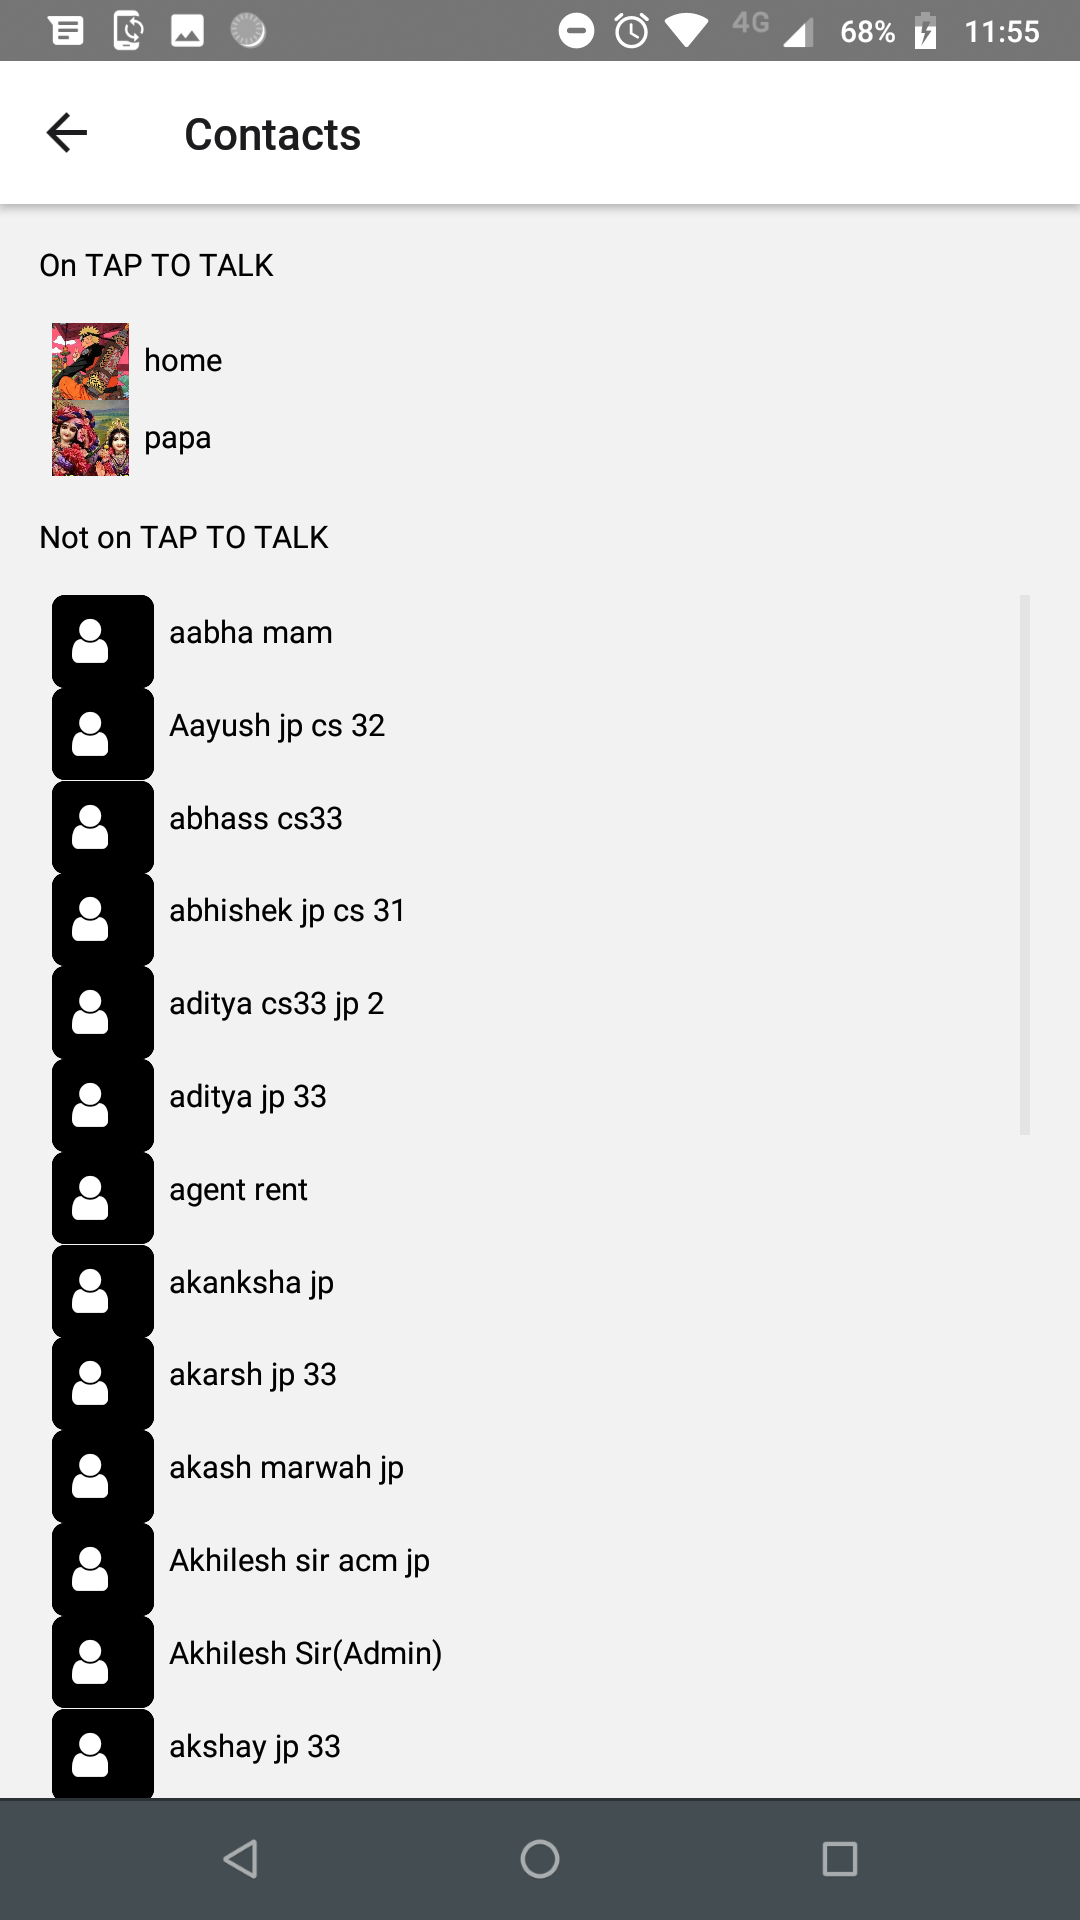 4G 68% 11:55
Contacts
On TAP TO TALK
home
papa
Not on TAP TO TALK
aabha mam
Aayush jp cs 32
abhass cs33
abhishek jp cs 31
aditya cs33 jp 2
aditya jp 33
agent rent
akanksha jp
akarsh jp 33
akash marwah jp
Akhilesh sir acm jp
Akhilesh Sir(Admin)
akshay jp 33